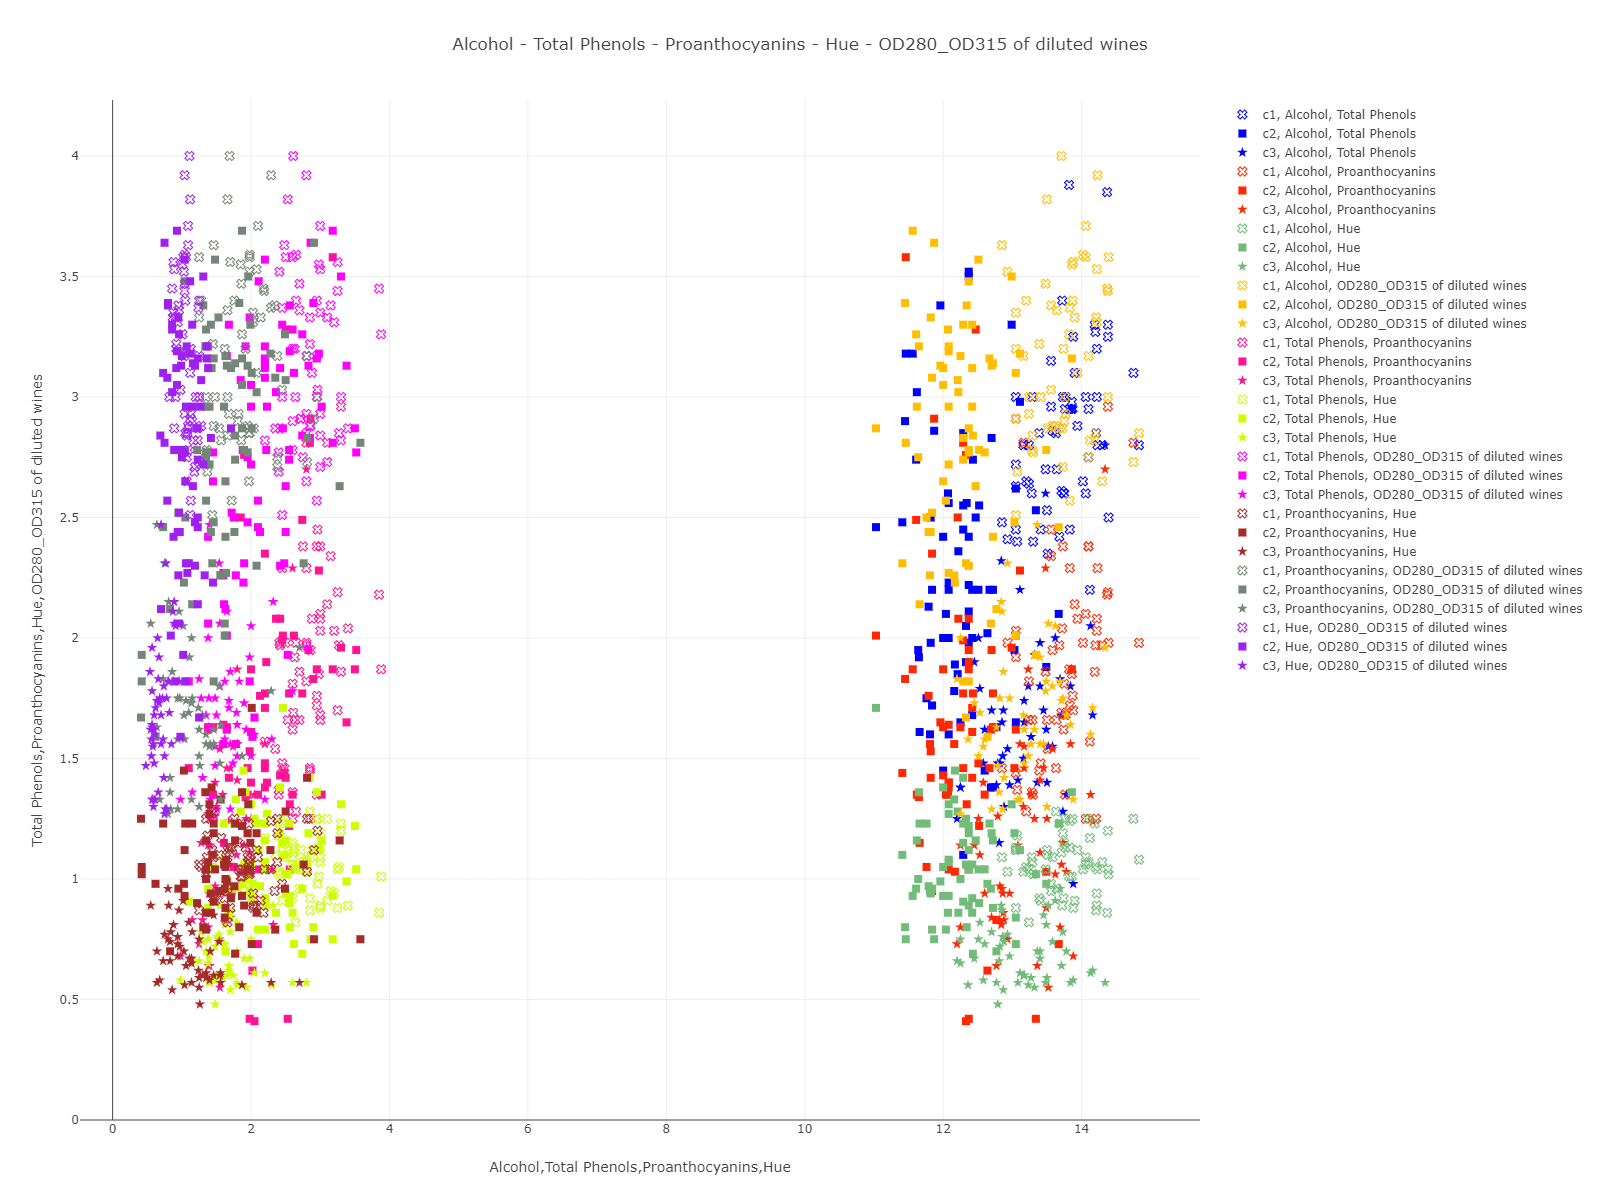 Alcohol - Total Phenols - Proanthocyanins - Hue - OD280_OD315 of diluted wines
Total Phenols,Proanthocyanins,Hue,OD280_OD315 of diluted wines
4
3.5
3
2.5
2
1.5
1
0.5
0
0
2
4
6
8
10
12
14
Alcohol,Total Phenols,Proanthocyanins,Hue
c1, Alcohol, Total Phenols
c2, Alcohol, Total Phenols
c3, Alcohol, Total Phenols
c1, Alcohol, Proanthocyanins
c2, Alcohol, Proanthocyanins
c3, Alcohol, Proanthocyanins
c1, Alcohol, Hue
c2, Alcohol, Hue
c3, Alcohol, Hue
c1, Alcohol, OD280_OD315 of diluted wines
c2, Alcohol, OD280_OD315 of diluted wines
c3, Alcohol, OD280_OD315 of diluted wines
c1, Total Phenols, Proanthocyanins
c2, Total Phenols, Proanthocyanins
c3, Total Phenols, Proanthocyanins
c1, Total Phenols, Hue
c2, Total Phenols, Hue
c3, Total Phenols, Hue
c1, Total Phenols, OD280_OD315 of diluted wines
c2, Total Phenols, OD280_OD315 of diluted wines
c3, Total Phenols, OD280_OD315 of diluted wines
c1, Proanthocyanins, Hue
c2, Proanthocyanins, Hue
c3, Proanthocyanins, Hue
c1, Proanthocyanins, OD280_OD315 of diluted wines
c2, Proanthocyanins, OD280_OD315 of diluted wines
c3, Proanthocyanins, OD280_OD315 of diluted wines
c1, Hue, OD280_OD315 of diluted wines
c2, Hue, OD280_OD315 of diluted wines
c3, Hue, OD280_OD315 of diluted wines